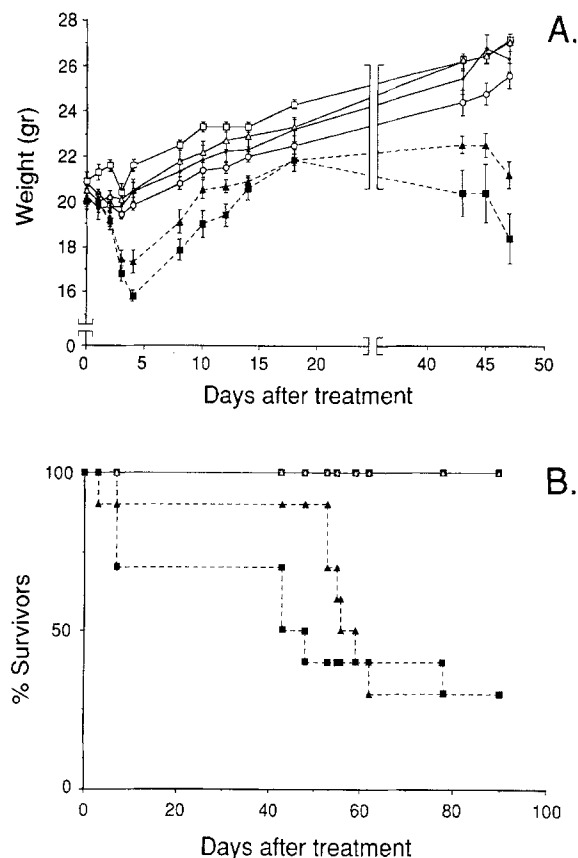 A.
Weight (gr)
28
26
24
22
20
18
16
0
0 5 10 15 20 40 45 50
Days after treatment
B.
% Survivors
100
50
0
0 20 40 60 80 100
Days after treatment